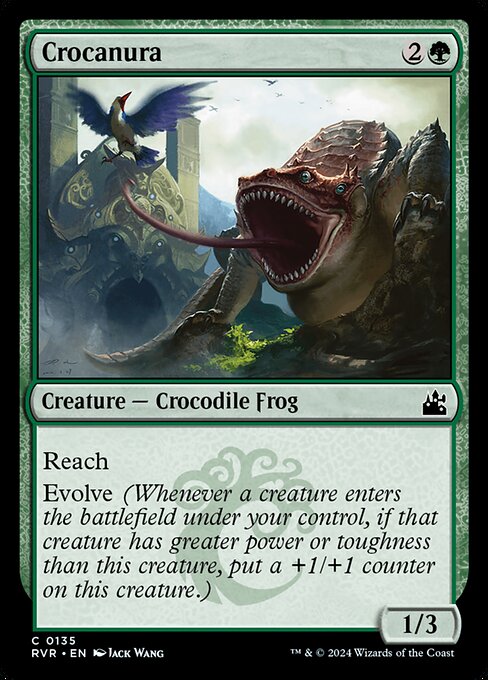 Crocanura 2
Creature — Crocodile Frog
Reach
Evolve (Whenever a creature enters
the battlefield under your control, if that
creature has greater power or toughness
than this creature, put a +1/+1 counter
on this creature.)
1/3
C 0135
RVR • EN Jack Wang
™ & © 2024 Wizards of the Coast